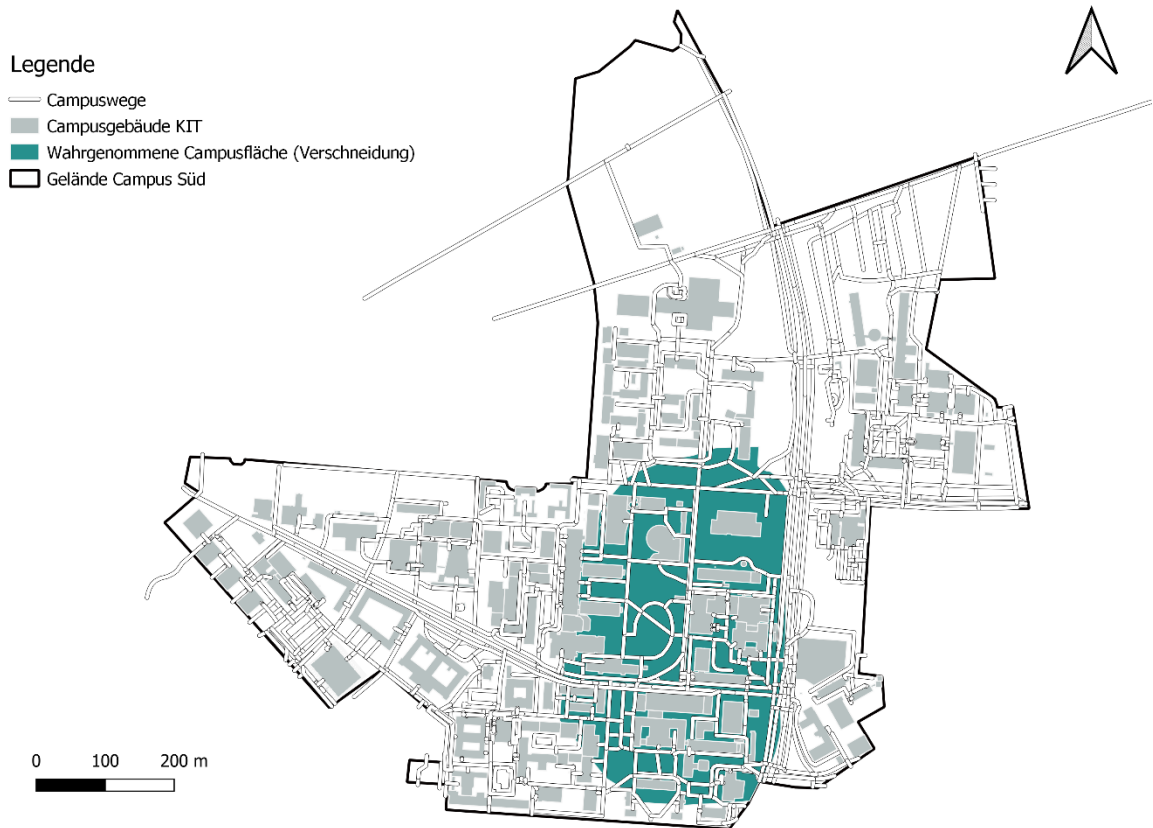 Legende
Campuswege
Campusgebäude KIT
Wahrgenommene Campusfläche (Verschneidung)
Gelände Campus Süd
0 100 200 m